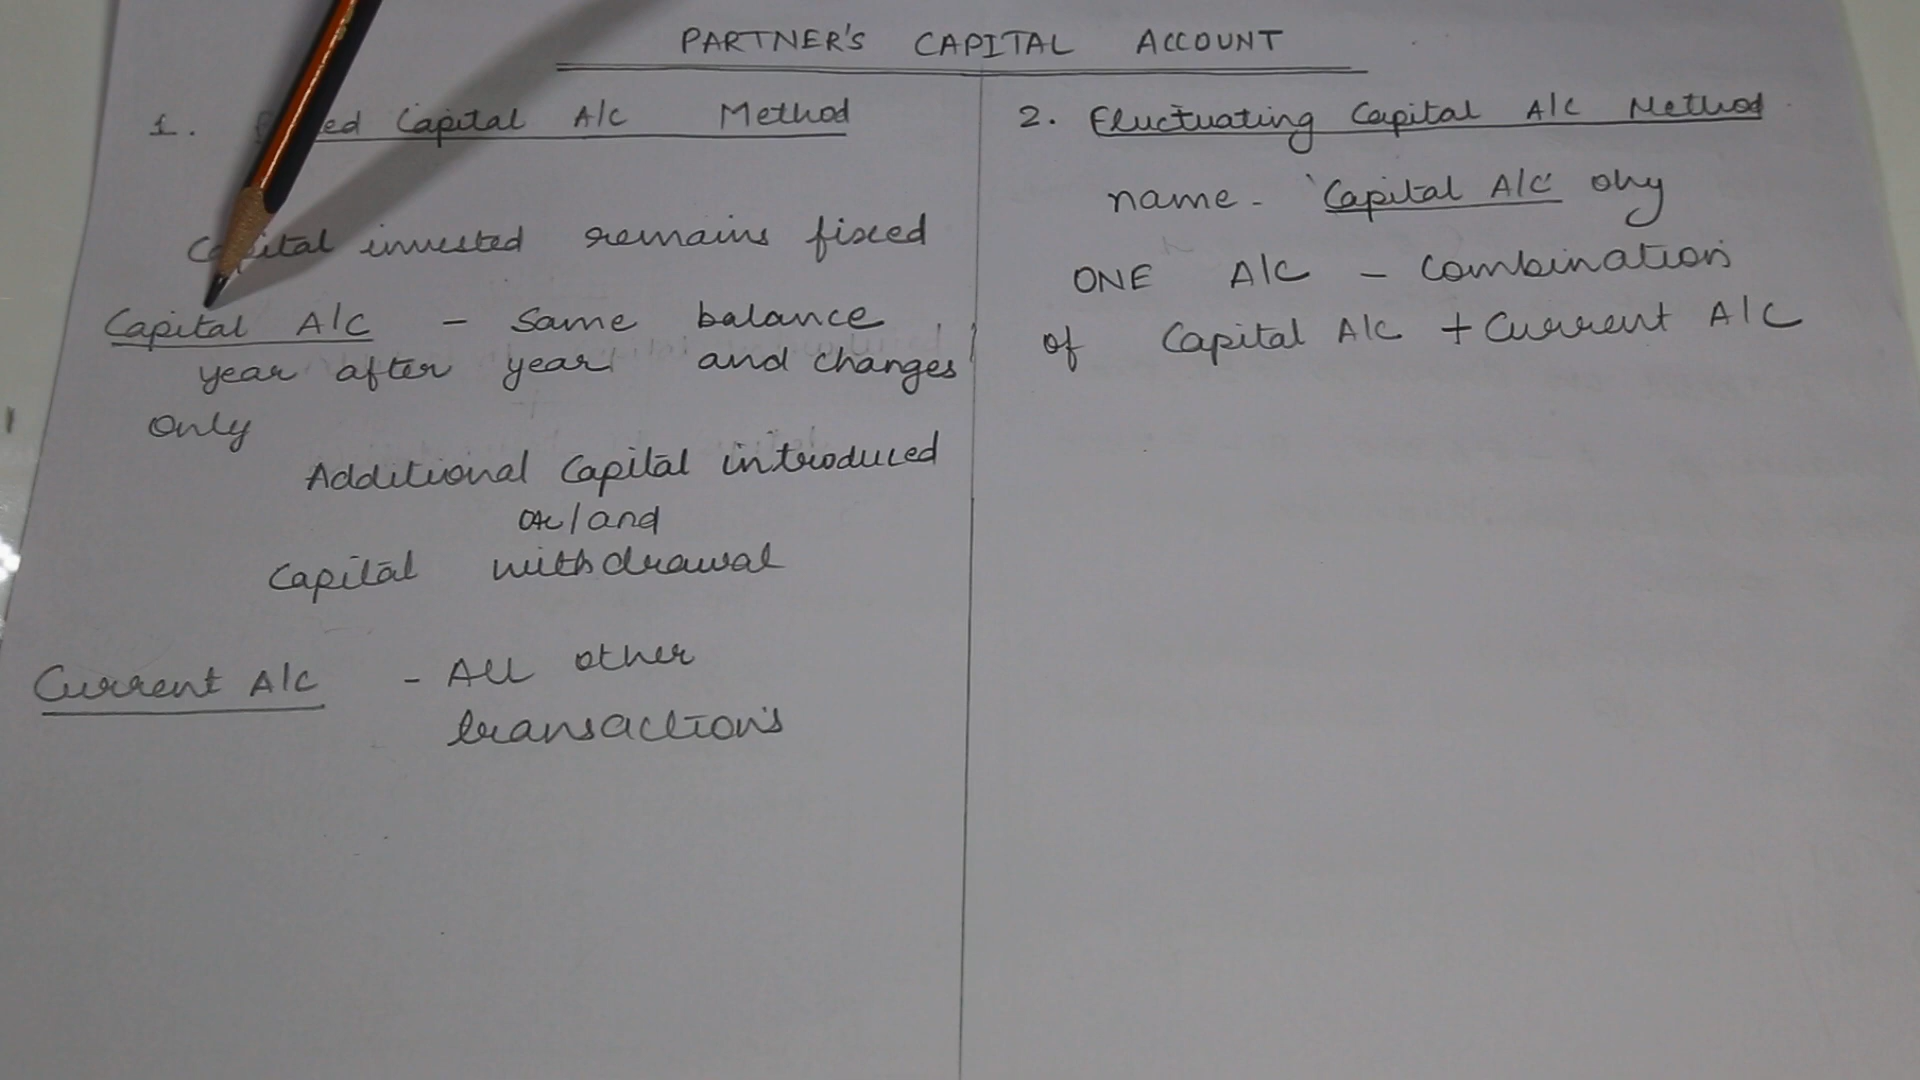 PARTNER'S CAPITAL ACCOUNT
1. ed Capital A/c Method
Capital invested remains fixed
Capital A/C - Same balance
year after year and changes
only
Additional Capital introduced
or/and
Capital withdrawal
Current A/C - All other
transactions
2. Fluctuating Capital A/c Method
name - 'Capital A/C' only
ONE A/C - Combination
of Capital A/c + Current A/C